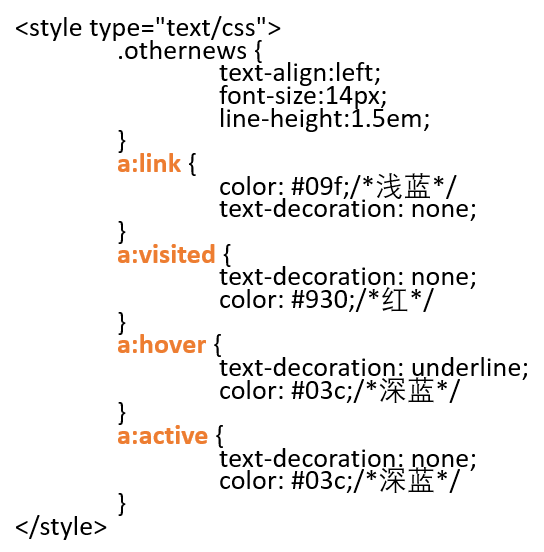 <style type="text/css">
.othernews {
text-align:left;
font-size:14px;
line-height:1.5em;
}
a:link {
color: #09f;/*浅蓝*/
text-decoration: none;
}
a:visited {
text-decoration: none;
color: #930;/*红*/
}
a:hover {
text-decoration: underline;
color: #03c;/*深蓝*/
}
a:active {
text-decoration: none;
color: #03c;/*深蓝*/
}
</style>